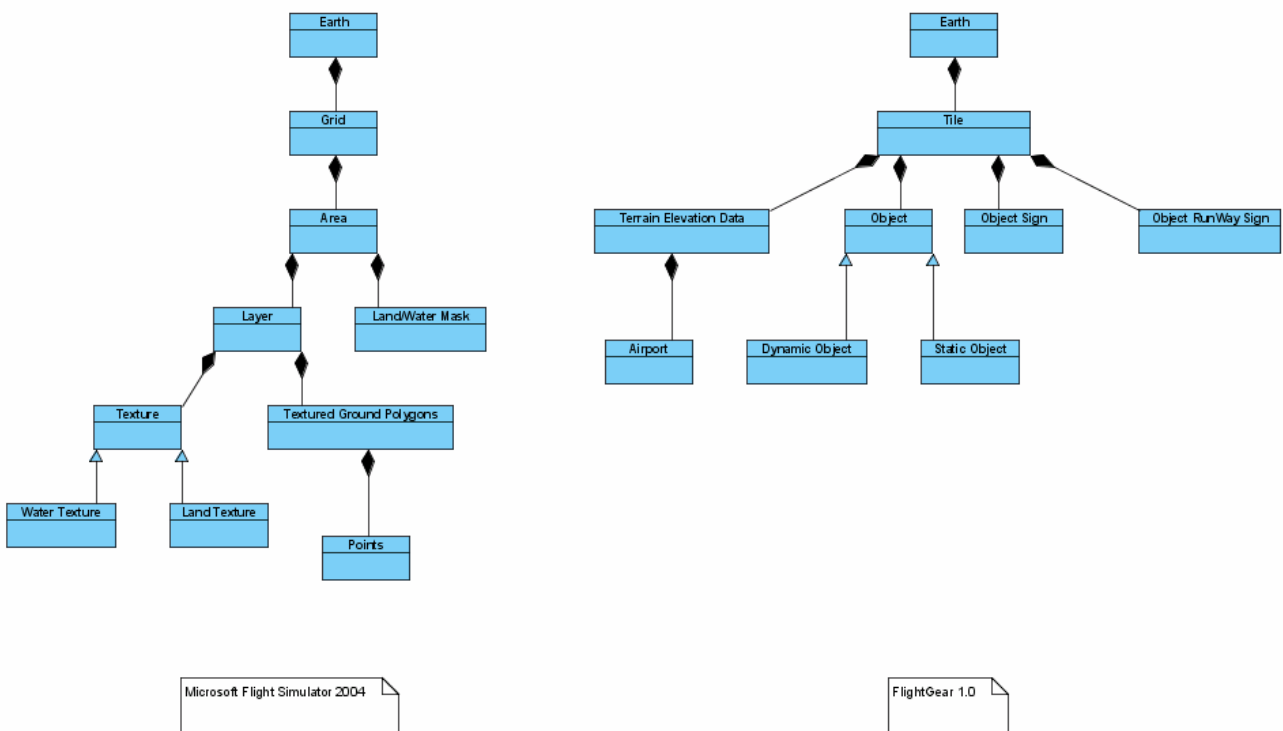 Earth
Grid
Area
Layer
Land/Water Mask
Texture
Textured Ground Polygons
Water Texture
Land Texture
Points
Microsoft Flight Simulator 2004
Earth
Tile
Terrain Elevation Data
Object
Object Sign
Object RunWay Sign
Airport
Dynamic Object
Static Object
FlightGear 1.0